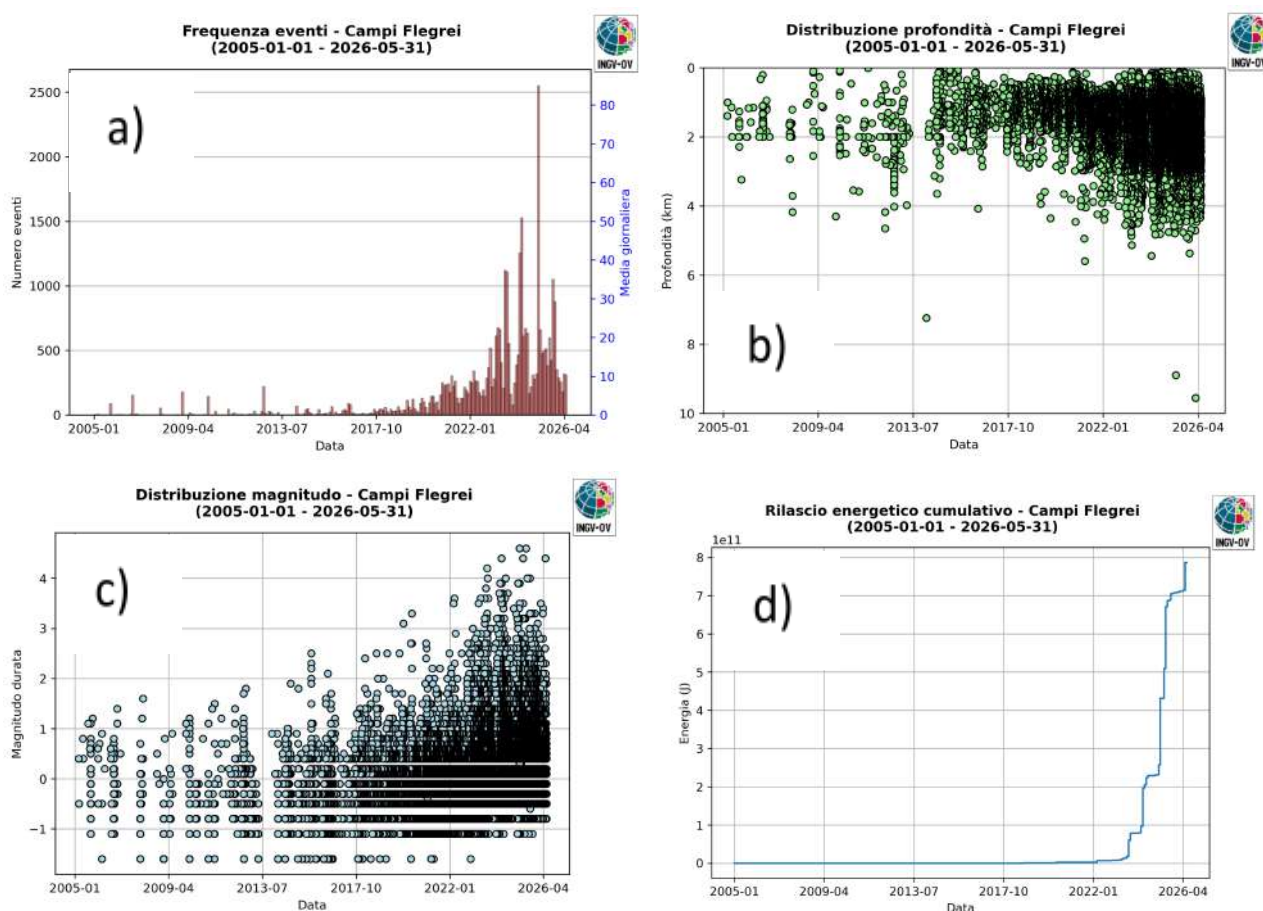 Frequenza eventi - Campi Flegrei
(2005-01-01 - 2026-05-31)
INGV-OV
a)
2500
2000
1500
1000
500
0
Numero eventi
80
70
60
50
40
30
20
10
0
Media giornaliera
2005-01 2009-04 2013-07 2017-10 2022-01 2026-04
Data
Distribuzione profondità - Campi Flegrei
(2005-01-01 - 2026-05-31)
INGV-OV
0
2
4
6
8
10
Profondità (km)
b)
2005-01 2009-04 2013-07 2017-10 2022-01 2026-04
Data
Distribuzione magnitudo - Campi Flegrei
(2005-01-01 - 2026-05-31)
INGV-OV
c)
4
3
2
1
0
−1
Magnitudo durata
2005-01 2009-04 2013-07 2017-10 2022-01 2026-04
Data
Rilascio energetico cumulativo - Campi Flegrei
(2005-01-01 - 2026-05-31)
INGV-OV
1e11
d)
8
7
6
5
4
3
2
1
0
Energia (J)
2005-01 2009-04 2013-07 2017-10 2022-01 2026-04
Data